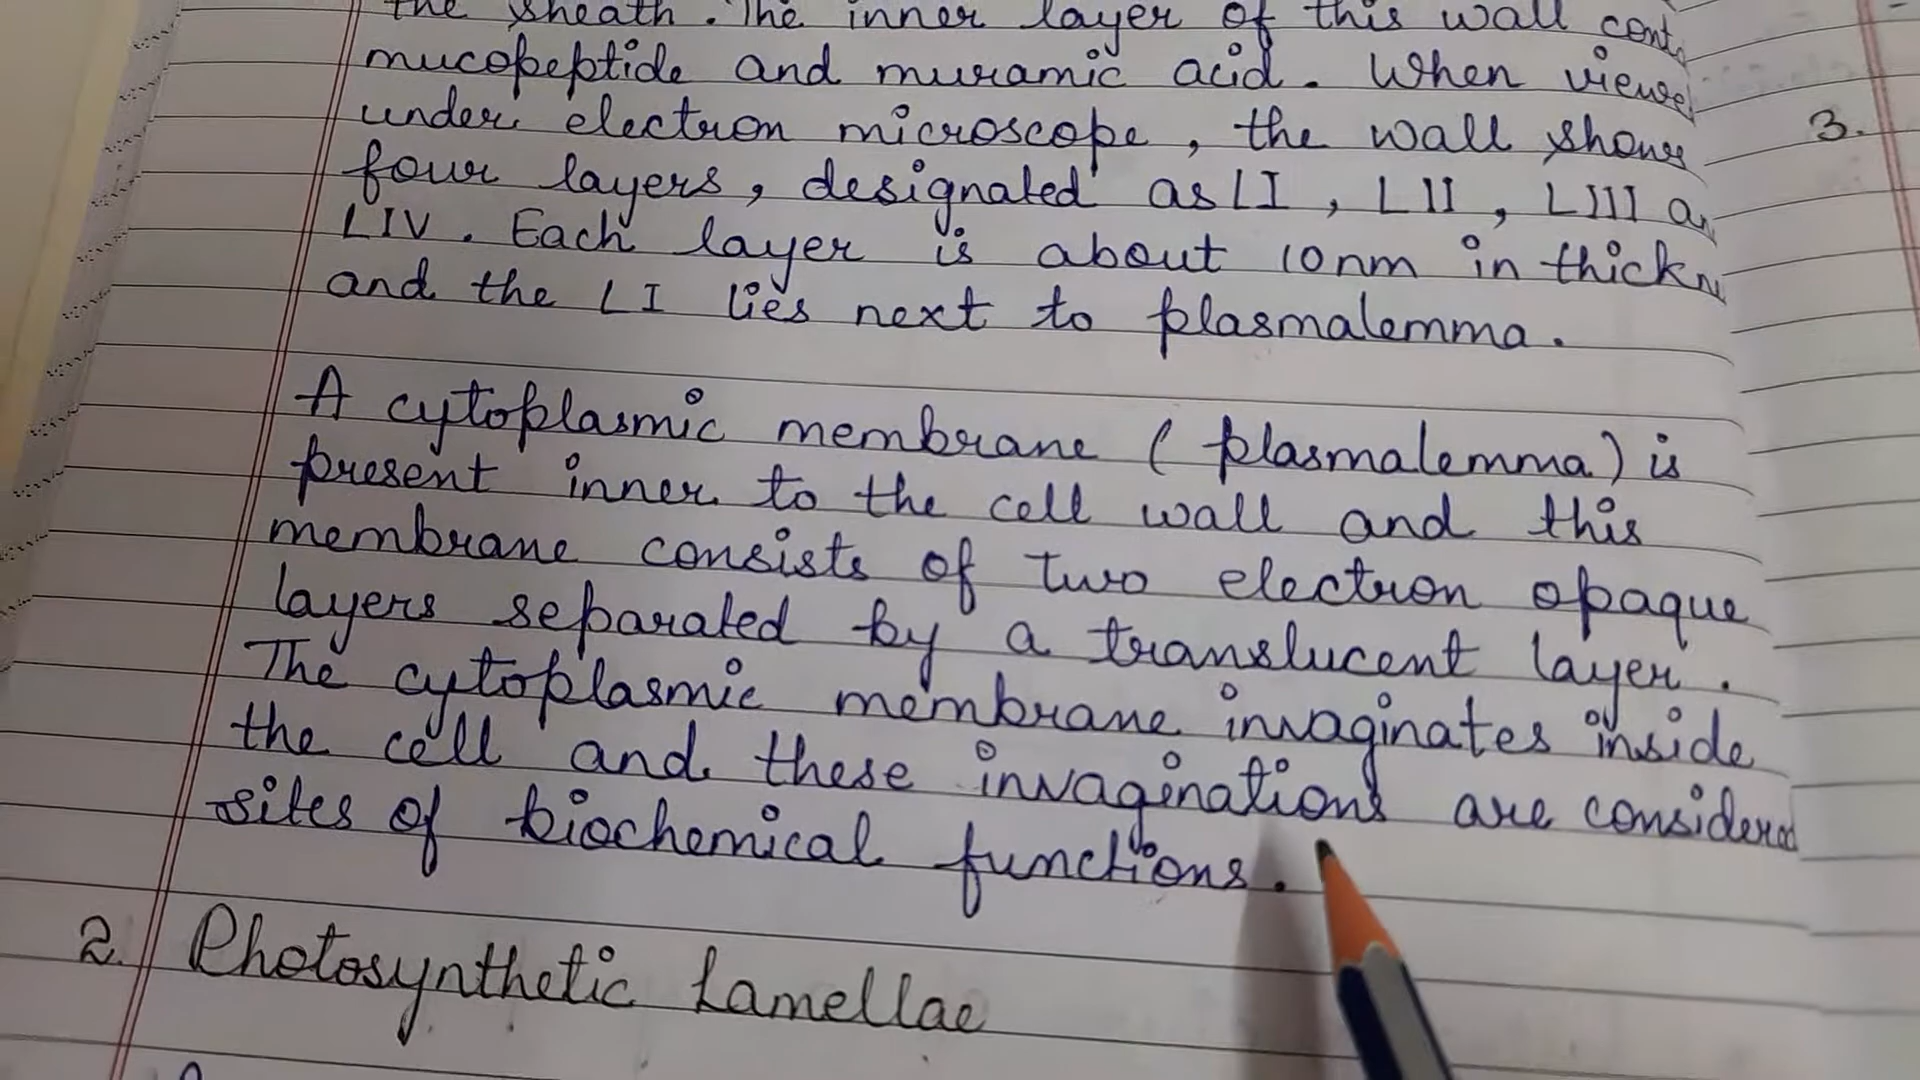 the sheath. The inner layer of this wall cont
mucopeptide and muramic acid. When viewe
under electron microscope, the wall shows
four layers, designated as LI, LII, LIII a
LIV. Each layer is about 10nm in thickn
and the LI lies next to plasmalemma.
A cytoplasmic membrane (plasmalemma) is
present inner to the cell wall and this
membrane consists of two electron opaque
layers separated by a translucent layer.
The cytoplasmic membrane invaginates inside
the cell and these invaginations are considered
sites of biochemical functions.
2. Photosynthetic Lamellae
3.